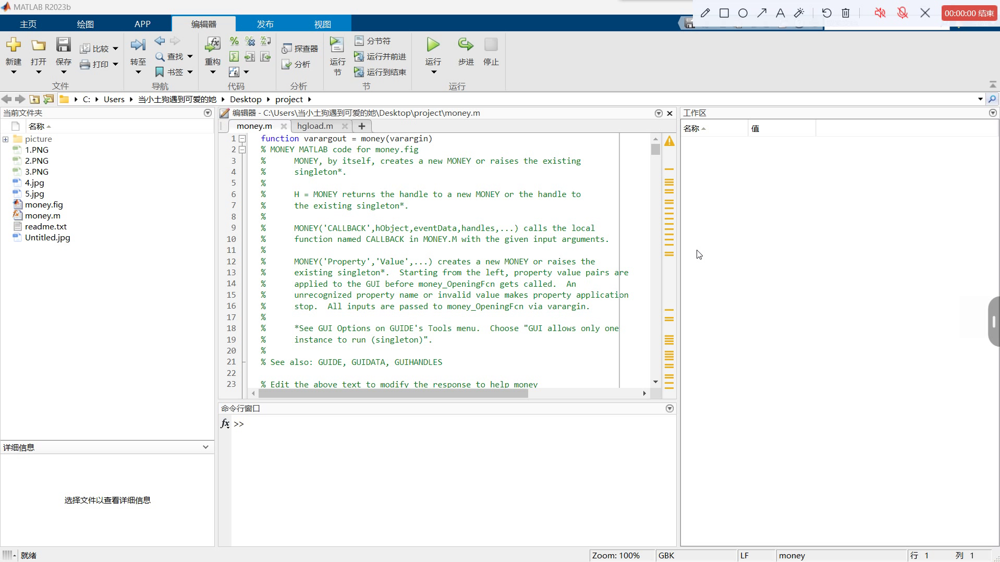 MATLAB R2023b
00:00:00 结束
主页 绘图 APP 编辑器 发布 视图
新建 打开 保存 比较 打印
文件
转至 查找 书签
导航
重构
代码
探查器
分析
分析
运行节
分节符
运行并前进
运行到结束
节
运行 步进 停止
运行
C: Users 当小土狗遇到可爱的她 Desktop project
当前文件夹
名称
picture
1.PNG
2.PNG
3.PNG
4.jpg
5.jpg
money.fig
money.m
readme.txt
Untitled.jpg
详细信息
选择文件以查看详细信息
编辑器 - C:\Users\当小土狗遇到可爱的她\Desktop\project\money.m
money.m hgload.m
1 function varargout = money(varargin)
2 % MONEY MATLAB code for money.fig
3 % MONEY, by itself, creates a new MONEY or raises the existing
4 % singleton*.
5 %
6 % H = MONEY returns the handle to a new MONEY or the handle to
7 % the existing singleton*.
8 %
9 % MONEY('CALLBACK',hObject,eventData,handles,...) calls the local
10 % function named CALLBACK in MONEY.M with the given input arguments.
11 %
12 % MONEY('Property','Value',...) creates a new MONEY or raises the
13 % existing singleton*.  Starting from the left, property value pairs are
14 % applied to the GUI before money_OpeningFcn gets called.  An
15 % unrecognized property name or invalid value makes property application
16 % stop.  All inputs are passed to money_OpeningFcn via varargin.
17 %
18 % *See GUI Options on GUIDE's Tools menu.  Choose "GUI allows only one
19 % instance to run (singleton)".
20 %
21 % See also: GUIDE, GUIDATA, GUIHANDLES
22
23 % Edit the above text to modify the response to help money
命令行窗口
fx >>
工作区
名称 值
就绪
Zoom: 100% GBK LF money 行 1 列 1